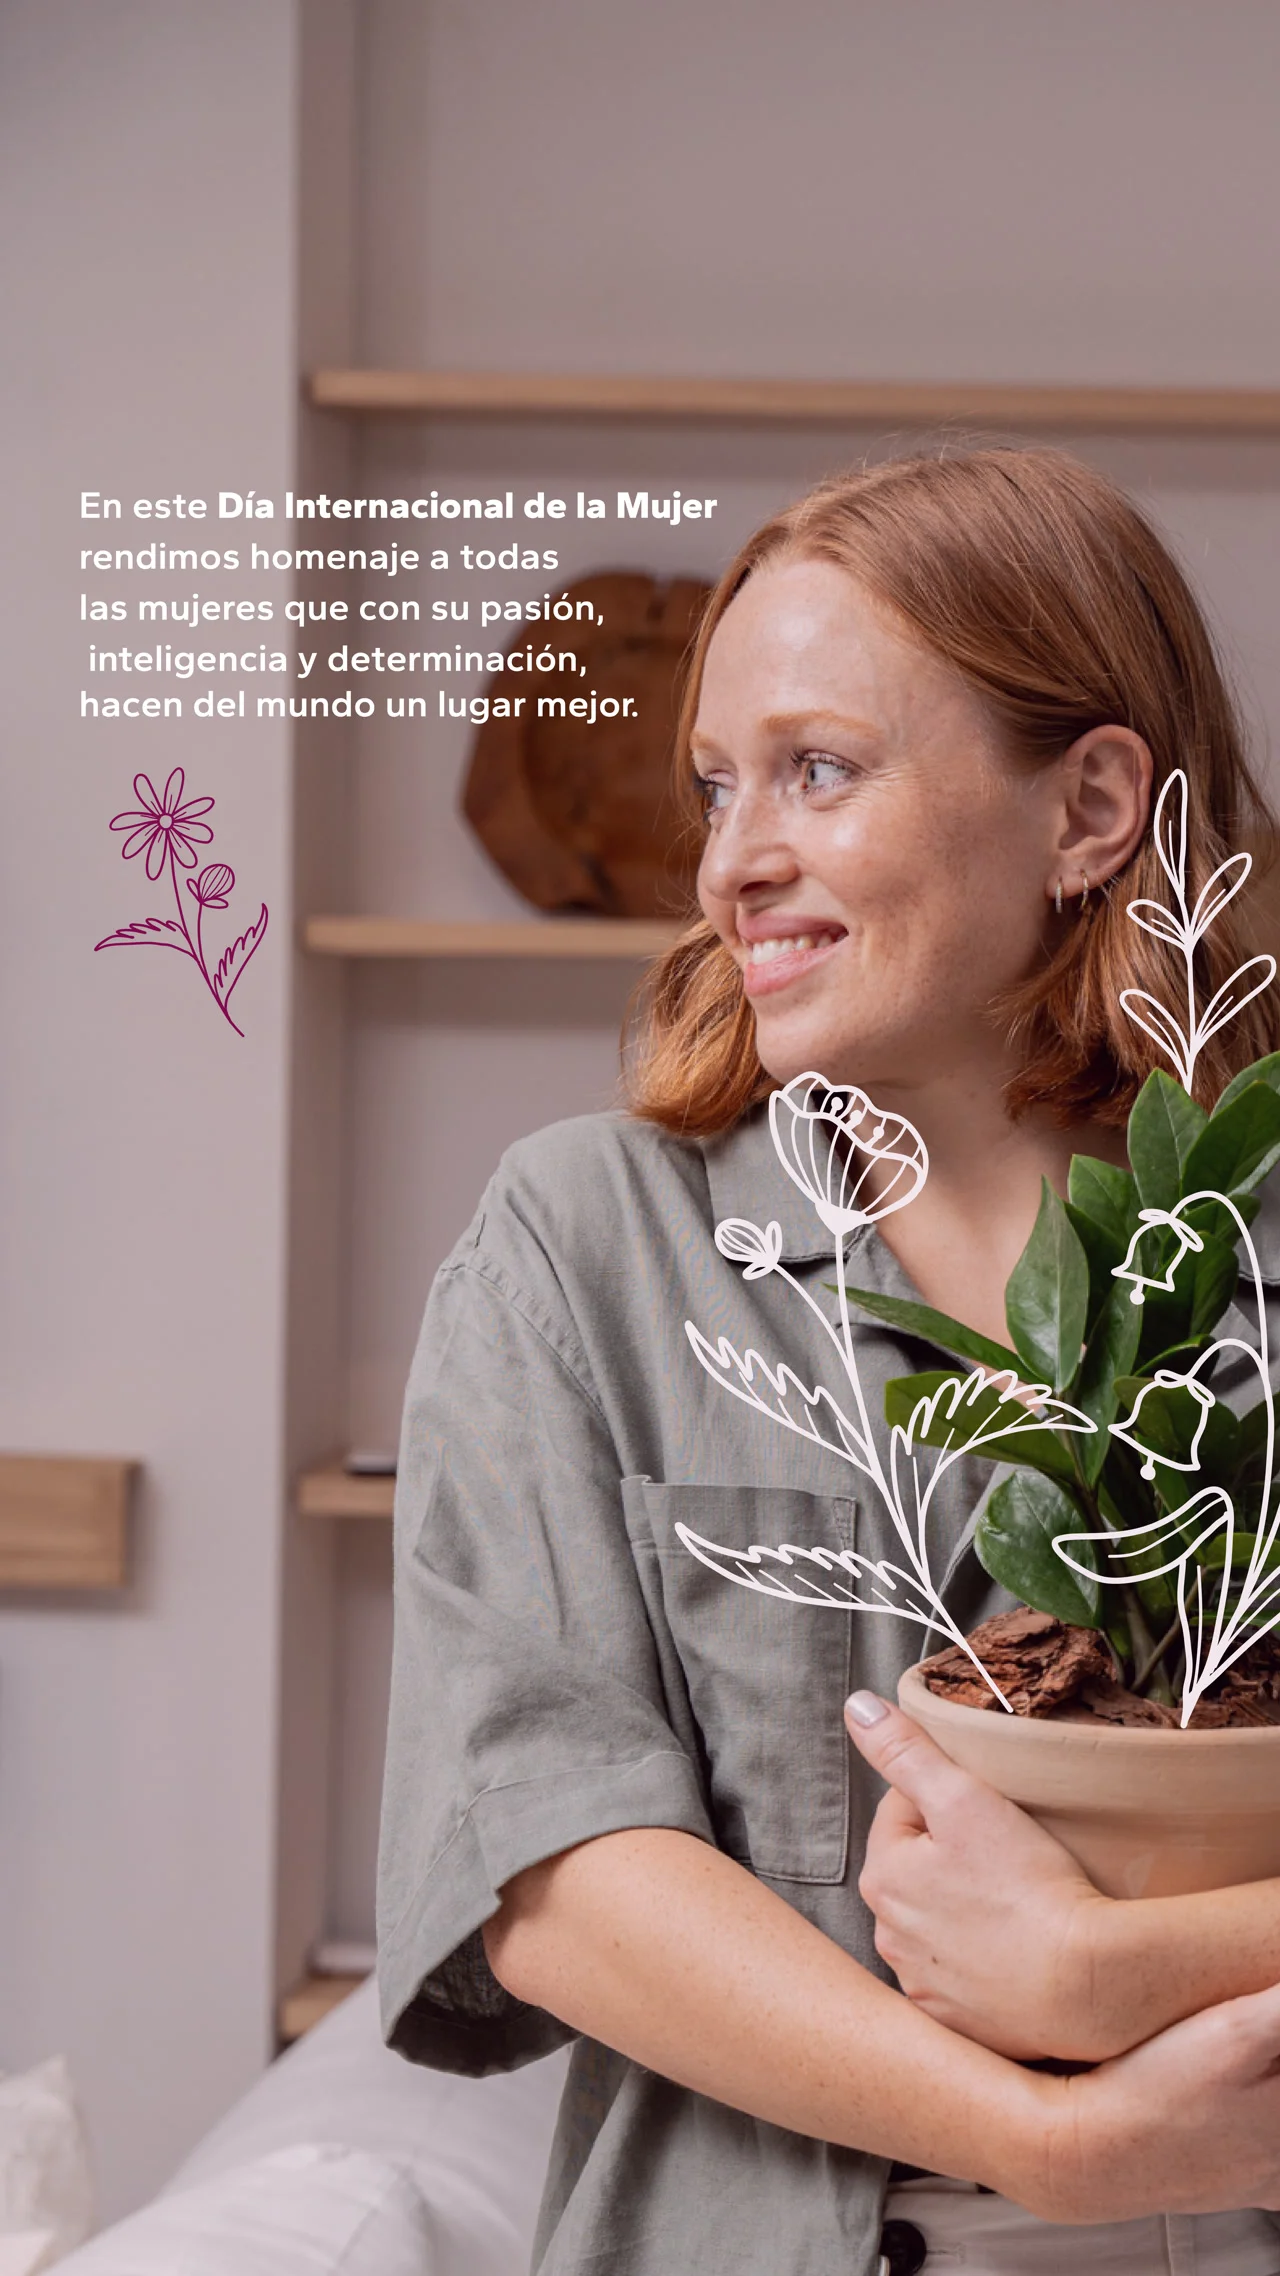 En este Día Internacional de la Mujer
rendimos homenaje a todas
las mujeres que con su pasión,
inteligencia y determinación,
hacen del mundo un lugar mejor.